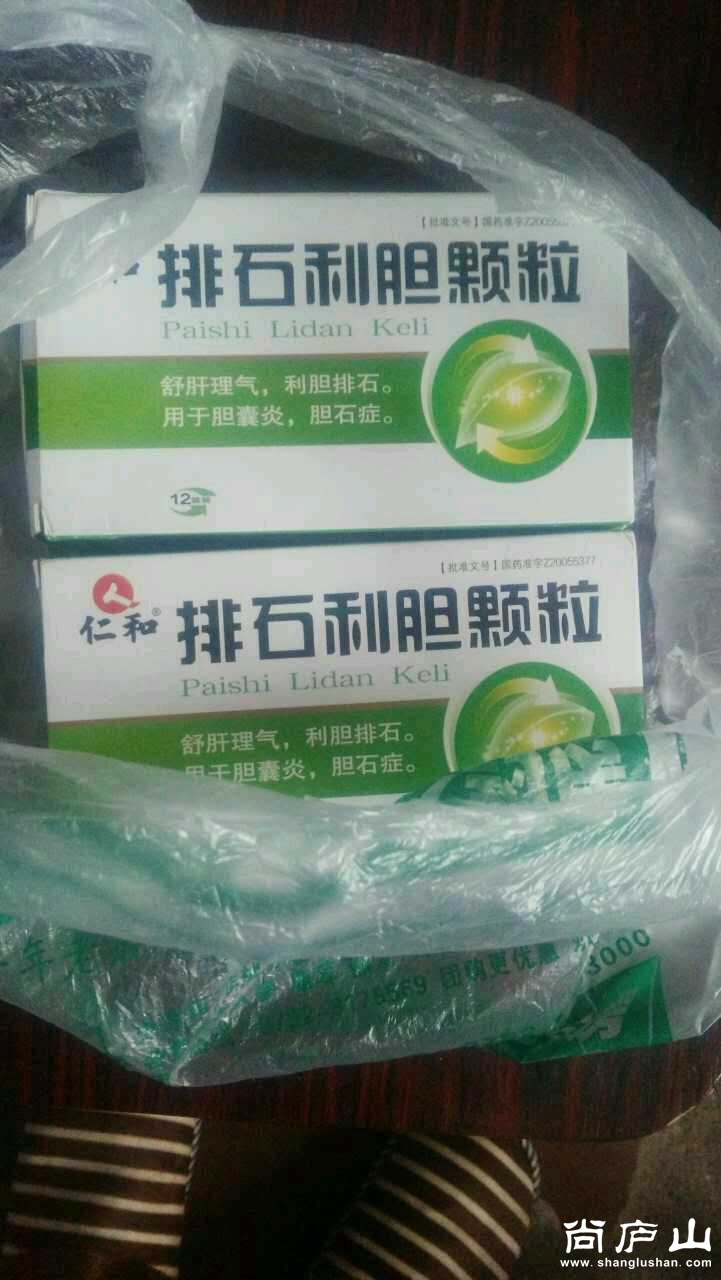 【批准文号】国药准字Z200553
排石利胆颗粒
Paishi Lidan Keli
舒肝理气，利胆排石。
用于胆囊炎，胆石症。
12袋装
【批准文号】国药准字Z20055377
仁和®
排石利胆颗粒
Paishi Lidan Keli
舒肝理气，利胆排石。
用于胆囊炎，胆石症。
团购更优惠
3000
尚庐山
www.shanglushan.com